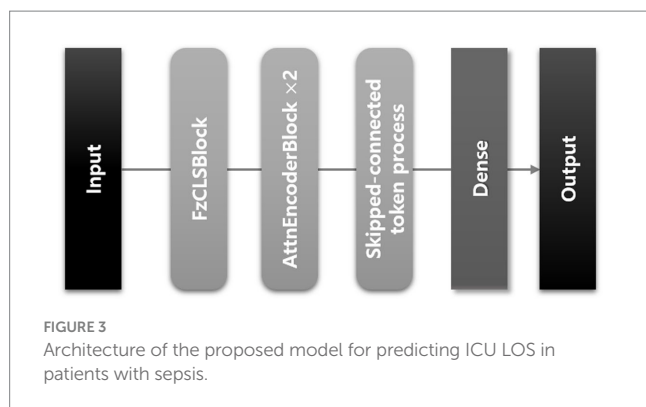 Input
FzCLSBlock
AttnEncoderBlock ×2
Skipped-connected
token process
Dense
Output
FIGURE 3
Architecture of the proposed model for predicting ICU LOS in
patients with sepsis.